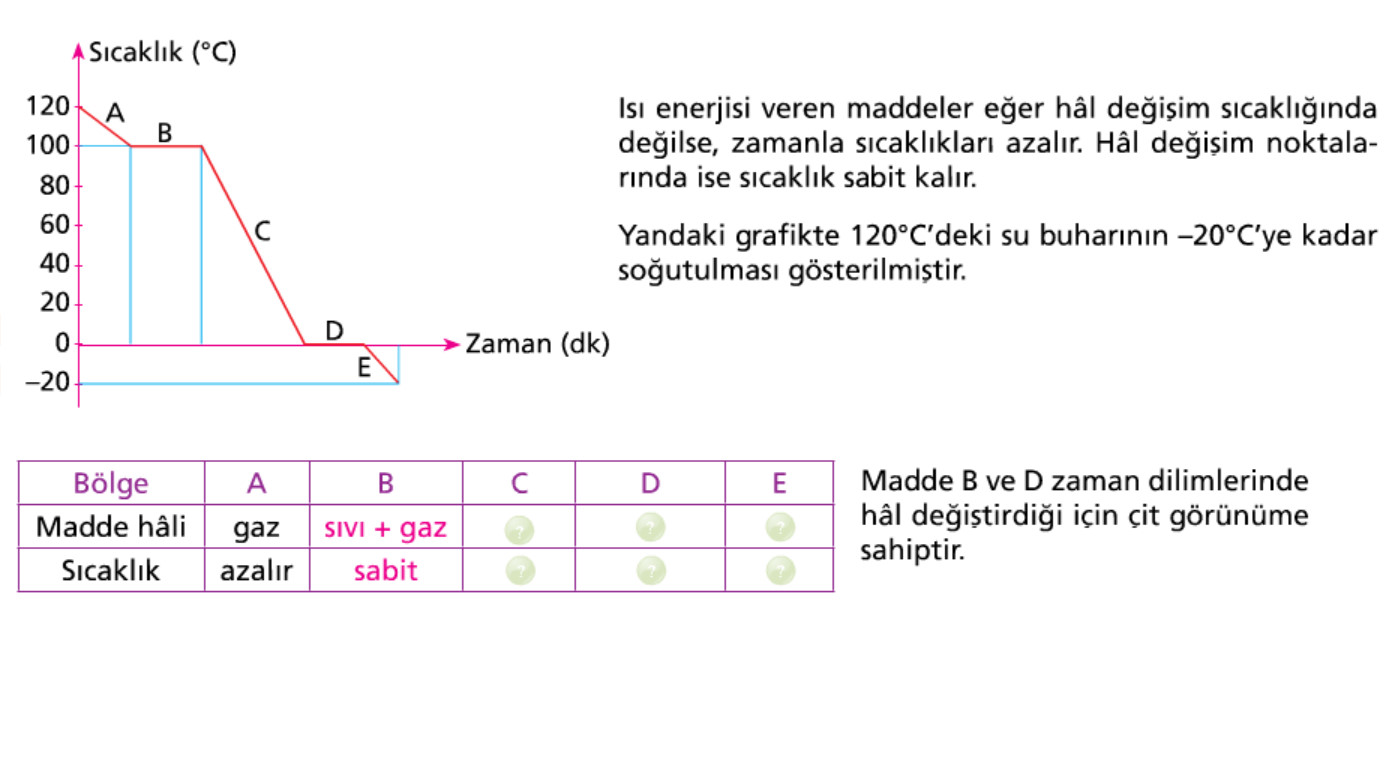 Sıcaklık (°C)
120
100
80
60
40
20
0
–20
A
B
C
D
E
Zaman (dk)
Isı enerjisi veren maddeler eğer hâl değişim sıcaklığında
değilse, zamanla sıcaklıkları azalır. Hâl değişim noktala-
rında ise sıcaklık sabit kalır.
Yandaki grafikte 120°C’deki su buharının –20°C’ye kadar
soğutulması gösterilmiştir.
Bölge A B C D E
Madde hâli gaz sıvı + gaz ? ? ?
Sıcaklık azalır sabit ? ? ?
Madde B ve D zaman dilimlerinde
hâl değiştirdiği için çit görünüme
sahiptir.